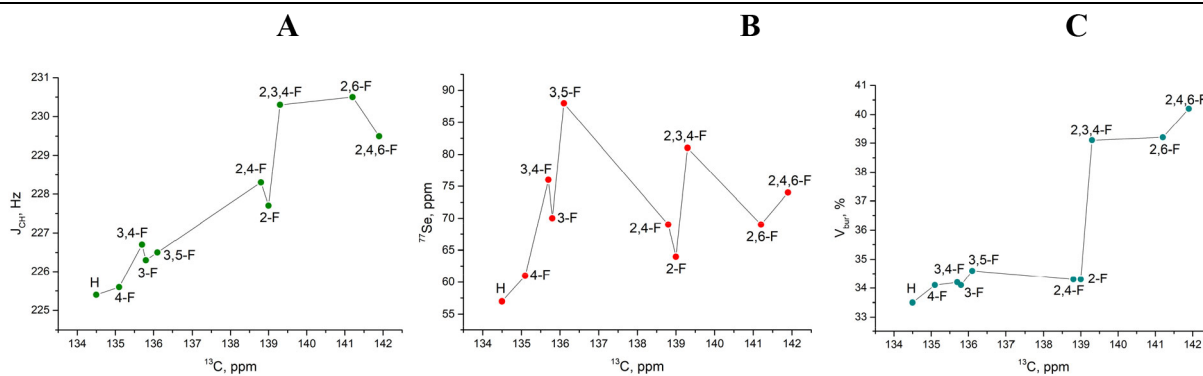 A
B
C
J_CH, Hz
231
230
229
228
227
226
225
H
4-F
3,4-F
3-F
3,5-F
2,4-F
2-F
2,3,4-F
2,6-F
2,4,6-F
134 135 136 137 138 139 140 141 142
¹³C, ppm
⁷⁷Se, ppm
90
85
80
75
70
65
60
55
H
4-F
3,4-F
3-F
3,5-F
2,4-F
2-F
2,3,4-F
2,6-F
2,4,6-F
134 135 136 137 138 139 140 141 142
¹³C, ppm
V_bur, %
41
40
39
38
37
36
35
34
33
H
4-F
3,4-F
3-F
3,5-F
2,4-F
2-F
2,3,4-F
2,6-F
2,4,6-F
134 135 136 137 138 139 140 141 142
¹³C, ppm